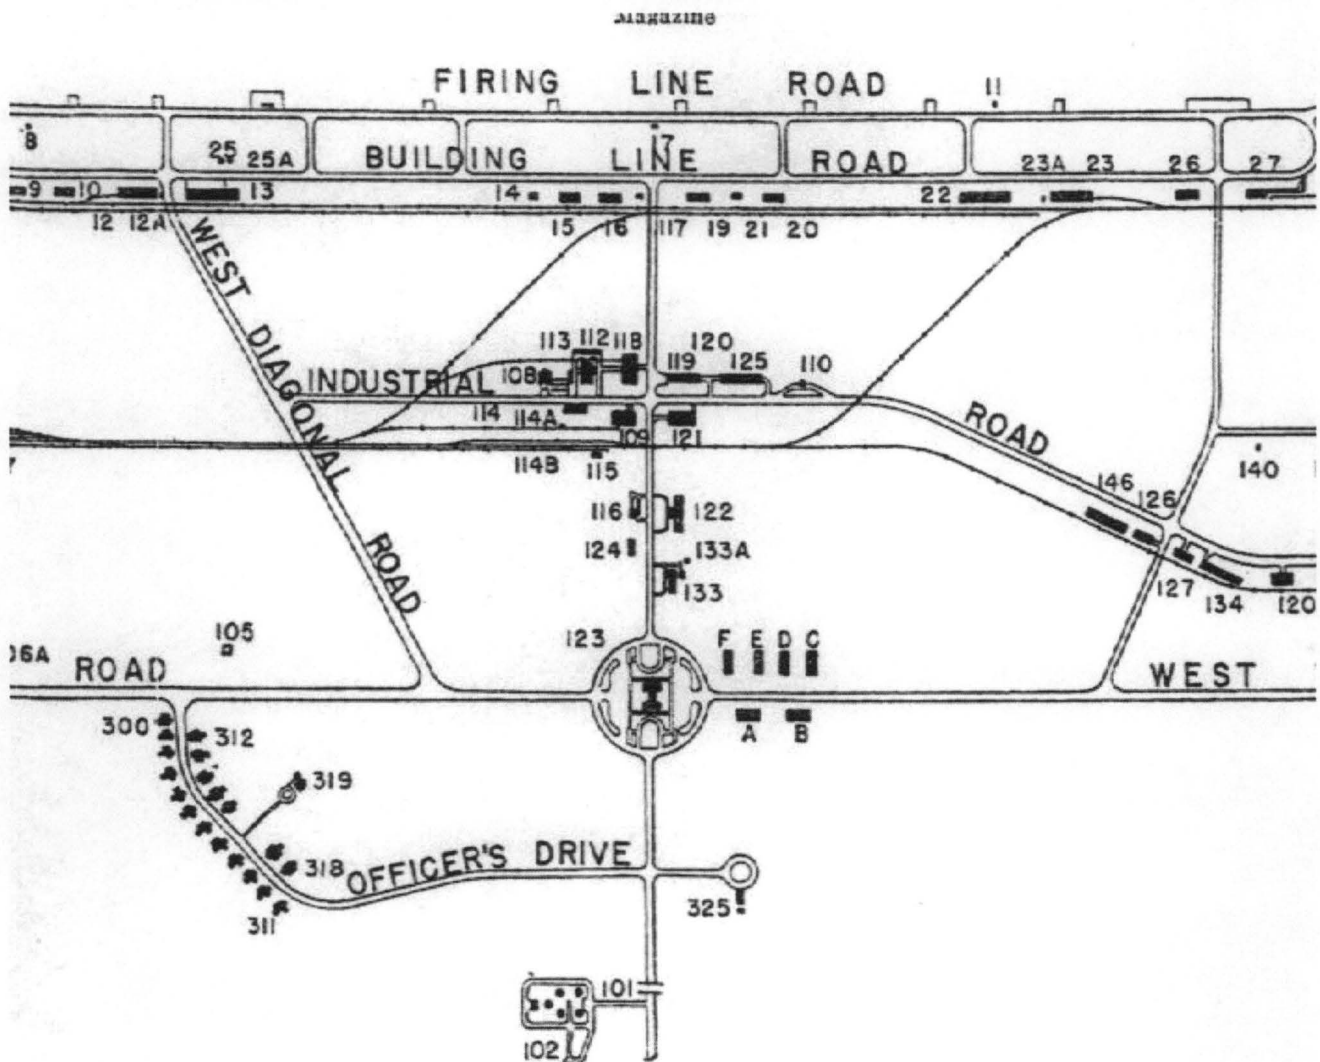 Magazine
FIRING LINE ROAD
11
8
17
25 25A
BUILDING LINE ROAD
23A 23 26 27
9 10 13 14 22
12 12A 15 16 117 19 21 20
WEST DIAGONAL ROAD
113 112 118 120
108 119 125 110
INDUSTRIAL ROAD
114 114A 109 121
114B 115
140
146 126
116 122
124 133A
133
127 134 120
105
123
F E D C
06A
ROAD
WEST
300 312
A B
319
318
OFFICER'S DRIVE
311
325
101
102